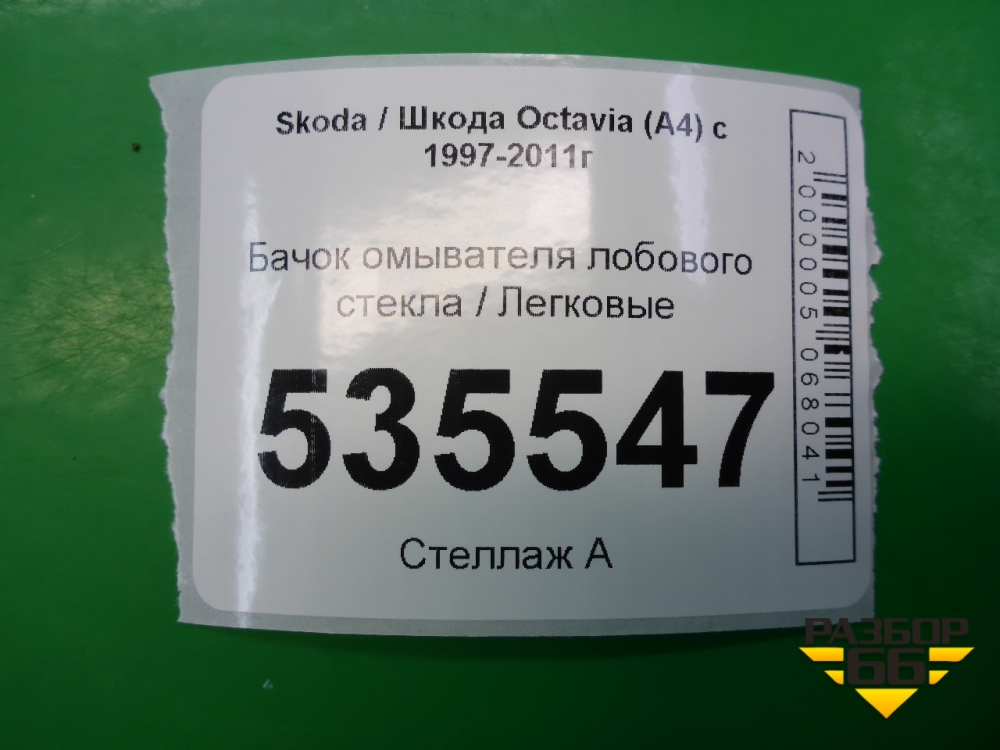 Skoda / Шкода Octavia (A4) с
1997-2011г
Бачок омывателя лобового
стекла / Легковые
535547
Стеллаж А
2000005068041
РАЗБОР
66